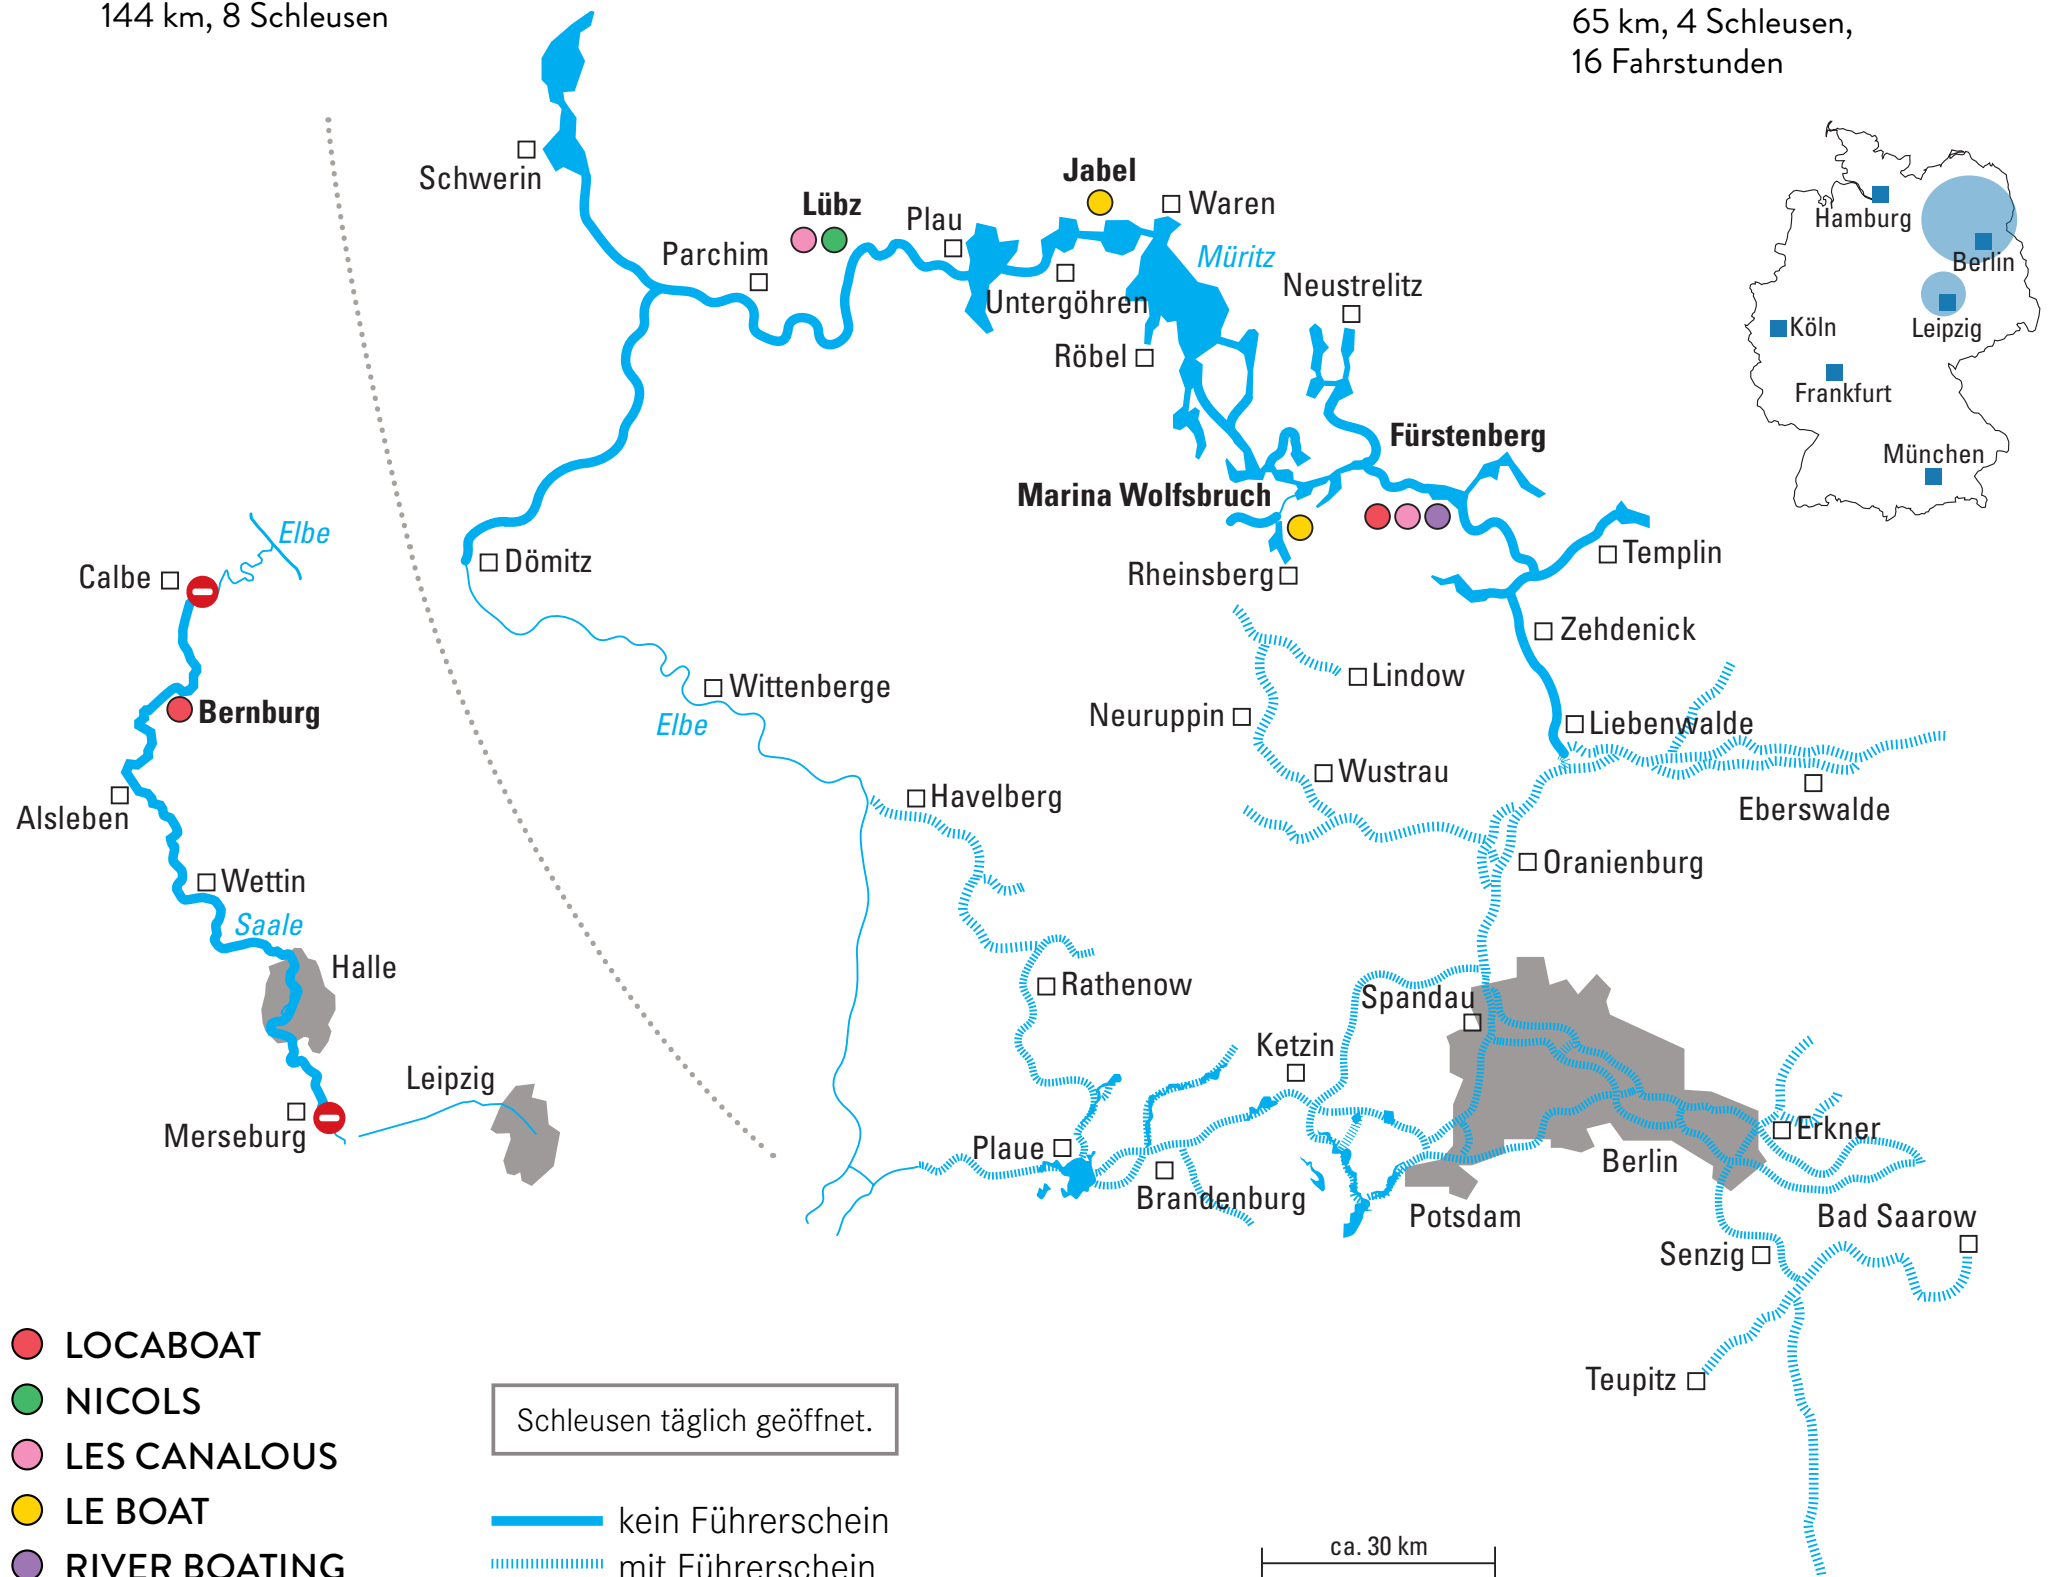 144 km, 8 Schleusen
65 km, 4 Schleusen,
16 Fahrstunden
Schwerin
Jabel
Waren
Lübz
Plau
Parchim
Müritz
Untergöhren
Neustrelitz
Röbel
Hamburg
Berlin
Leipzig
Köln
Frankfurt
München
Fürstenberg
Marina Wolfsbruch
Elbe
Calbe
Dömitz
Rheinsberg
Templin
Zehdenick
Wittenberge
Elbe
Lindow
Bernburg
Neuruppin
Liebenwalde
Wustrau
Alsleben
Havelberg
Eberswalde
Oranienburg
Wettin
Saale
Halle
Rathenow
Spandau
Ketzin
Leipzig
Merseburg
Plaue
Erkner
Berlin
Brandenburg
Potsdam
Bad Saarow
Senzig
Teupitz
LOCABOAT
NICOLS
LES CANALOUS
LE BOAT
RIVER BOATING
Schleusen täglich geöffnet.
kein Führerschein
mit Führerschein
ca. 30 km